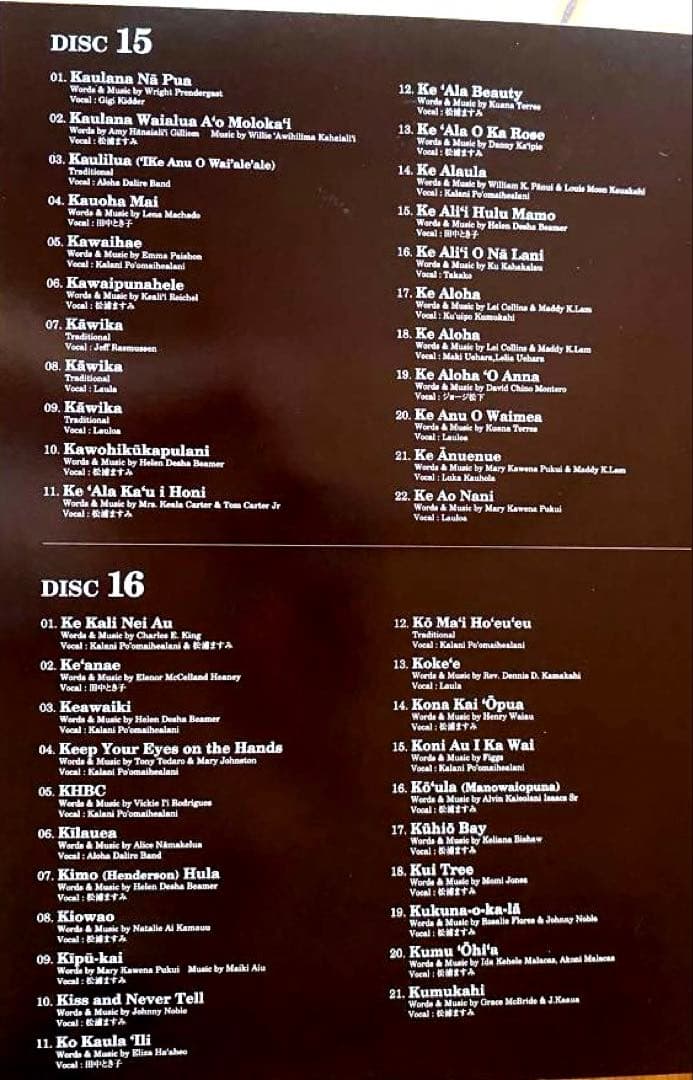 DISC 15
01. Kaulana Nā Pua
Words & Music by Wright Prendergast
Vocal : Gigi Kidder
02. Kaulana Waialua A‘o Moloka‘i
Words by Amy Hānaiali‘i Gilliom Music by Willie ‘Awihilima Kahaiali‘i
Vocal : 松浦ますみ
03. Kaulilua (‘IKe Anu O Wai‘ale‘ale)
Traditional
Vocal : Aloha Dalire Band
04. Kauoha Mai
Words & Music by Lena Machado
Vocal : 田中とき子
05. Kawaihae
Words & Music by Emma Paishon
Vocal : Kalani Po‘omaihealani
06. Kawaipunahele
Words & Music by Keali‘i Reichel
Vocal : 松浦ますみ
07. Kāwika
Traditional
Vocal : Jeff Rasmussen
08. Kāwika
Traditional
Vocal : Laula
09. Kāwika
Traditional
Vocal : Lauloa
10. Kawohikūkapulani
Words & Music by Helen Desha Beamer
Vocal : 松浦ますみ
11. Ke ‘Ala Ka‘u i Honi
Words & Music by Mrs. Keala Carter & Tom Carter Jr
Vocal : 松浦ますみ
12. Ke ‘Ala Beauty
Words & Music by Kuana Torres
Vocal : 松浦ますみ
13. Ke ‘Ala O Ka Rose
Words & Music by Danny Ka‘ipio
Vocal : 松浦ますみ
14. Ke Alaula
Words & Music by William K. Pānui & Louis Moon Kauakahi
Vocal : Kalani Po‘omaihealani
15. Ke Ali‘i Hulu Mamo
Words & Music by Helen Desha Beamer
Vocal : 田中とき子
16. Ke Ali‘i O Nā Lani
Words & Music by Ku Kahakalau
Vocal : Takako
17. Ke Aloha
Words & Music by Lei Collins & Maddy K.Lam
Vocal : Ku‘uipo Kumukahi
18. Ke Aloha
Words & Music by Lei Collins & Maddy K.Lam
Vocal : Maki Uehara,Lelia Uehara
19. Ke Aloha ‘O Anna
Words & Music by David Chino Montero
Vocal : ジョージ松下
20. Ke Anu O Waimea
Words & Music by Kuana Torres
Vocal : Lauloa
21. Ke Ānuenue
Words & Music by Mary Kawena Pukui & Maddy K.Lam
Vocal : Luka Kauhola
22. Ke Ao Nani
Words & Music by Mary Kawena Pukui
Vocal : Lauloa
DISC 16
01. Ke Kali Nei Au
Words & Music by Charles E. King
Vocal : Kalani Po‘omaihealani & 松浦ますみ
02. Ke‘anae
Words & Music by Elenor McCelland Heaney
Vocal : 田中とき子
03. Keawaiki
Words & Music by Helen Desha Beamer
Vocal : Kalani Po‘omaihealani
04. Keep Your Eyes on the Hands
Words & Music by Tony Todaro & Mary Johnston
Vocal : Kalani Po‘omaihealani
05. KHBC
Words & Music by Vickie I‘i Rodrigues
Vocal : Kalani Po‘omaihealani
06. Kīlauea
Words & Music by Alice Nāmakelua
Vocal : Aloha Dalire Band
07. Kimo (Henderson) Hula
Words & Music by Helen Desha Beamer
Vocal : 松浦ますみ
08. Kiowao
Words & Music by Natalie Ai Kamauu
Vocal : 松浦ますみ
09. Kīpū-kai
Words by Mary Kawena Pukui Music by Maiki Aiu
Vocal : 松浦ますみ
10. Kiss and Never Tell
Words & Music by Johnny Noble
Vocal : 松浦ますみ
11. Ko Kaula ‘Ili
Words & Music by Eliza Ha‘aheo
Vocal : 田中とき子
12. Kō Ma‘i Ho‘eu‘eu
Traditional
Vocal : Kalani Po‘omaihealani
13. Koke‘e
Words & Music by Rev. Dennis D. Kamakahi
Vocal : Laula
14. Kona Kai ‘Ōpua
Words & Music by Henry Waiau
Vocal : 松浦ますみ
15. Koni Au I Ka Wai
Words & Music by Figgs
Vocal : Kalani Po‘omaihealani
16. Kō‘ula (Manowaiopuna)
Words & Music by Alvin Kaleolani Isaacs Sr
Vocal : 松浦ますみ
17. Kūhiō Bay
Words & Music by Keliana Bishaw
Vocal : 松浦ますみ
18. Kui Tree
Words & Music by Momi Jones
Vocal : 松浦ますみ
19. Kukuna-o-ka-lā
Words & Music by Rosalie Flores & Johnny Noble
Vocal : 松浦ますみ
20. Kumu ‘Ōhi‘a
Words & Music by Ida Kehele Malacas, Akoni Malacas
Vocal : 松浦ますみ
21. Kumukahi
Words & Music by Grace McBride & J.Kaaua
Vocal : 松浦ますみ